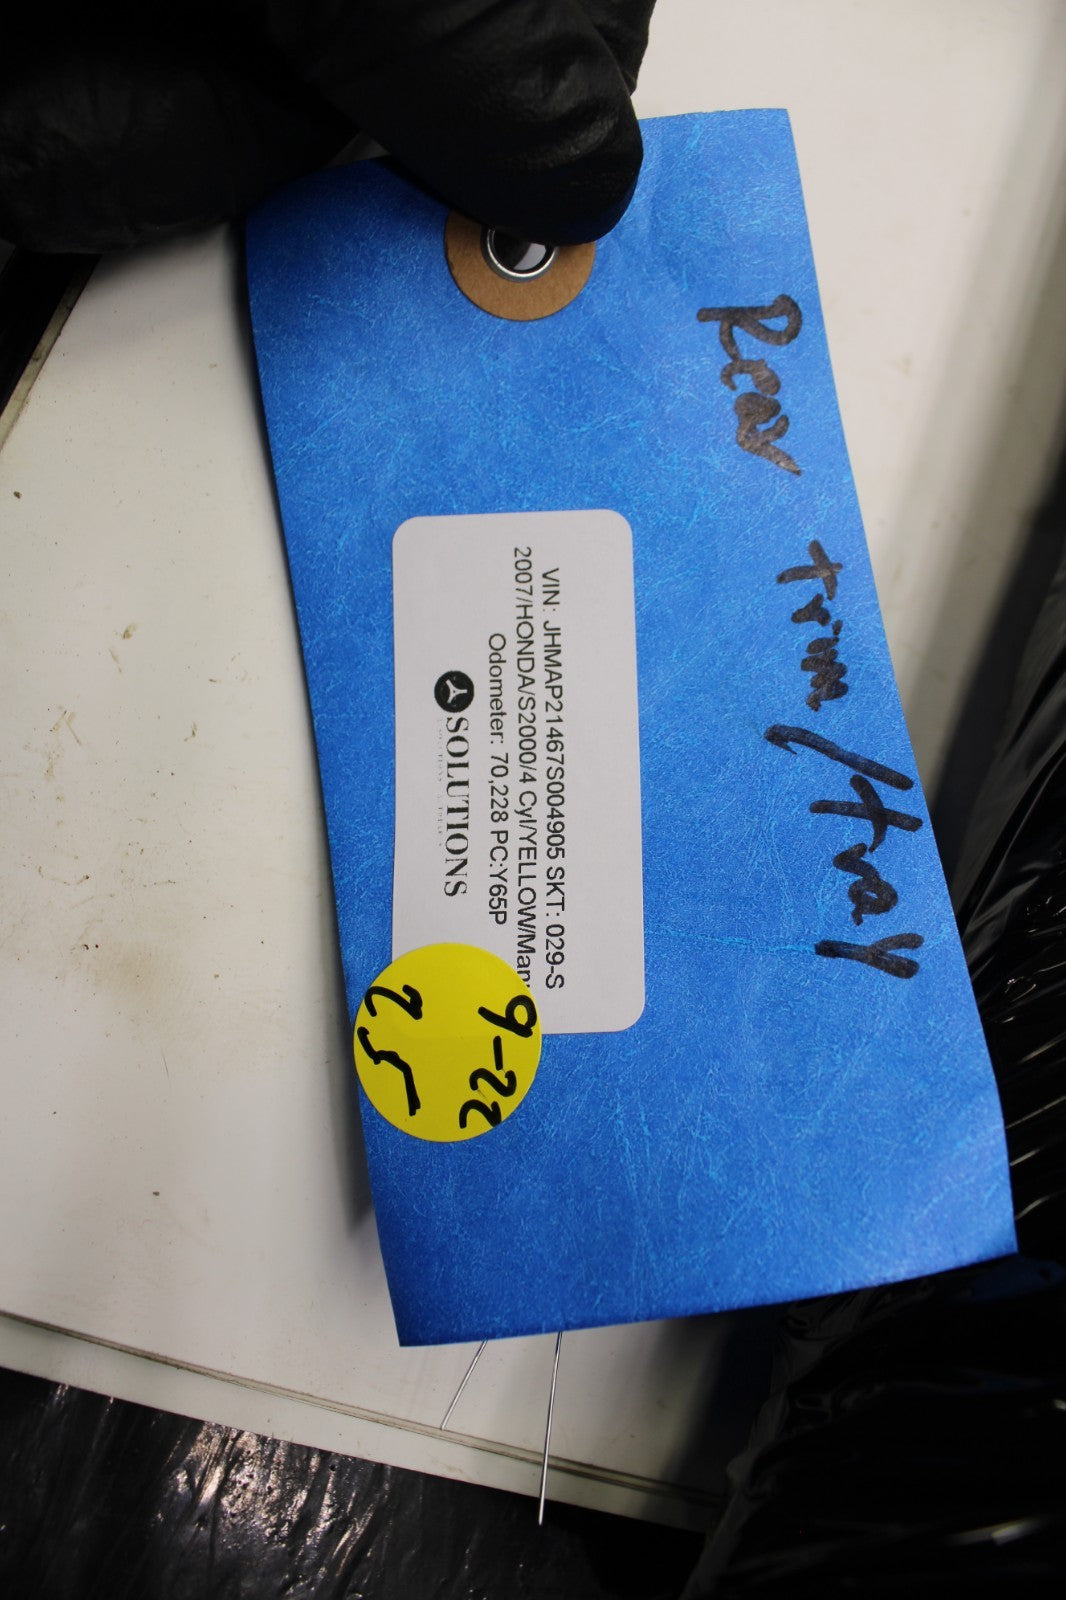 Rear trim/tray
VIN: JHMAP21467S004905 SKT: 029-S
2007/HONDA/S2000/4 Cyl/YELLOW/Man
Odometer: 70,228 PC:Y65P
SOLUTIONS
9-22
25